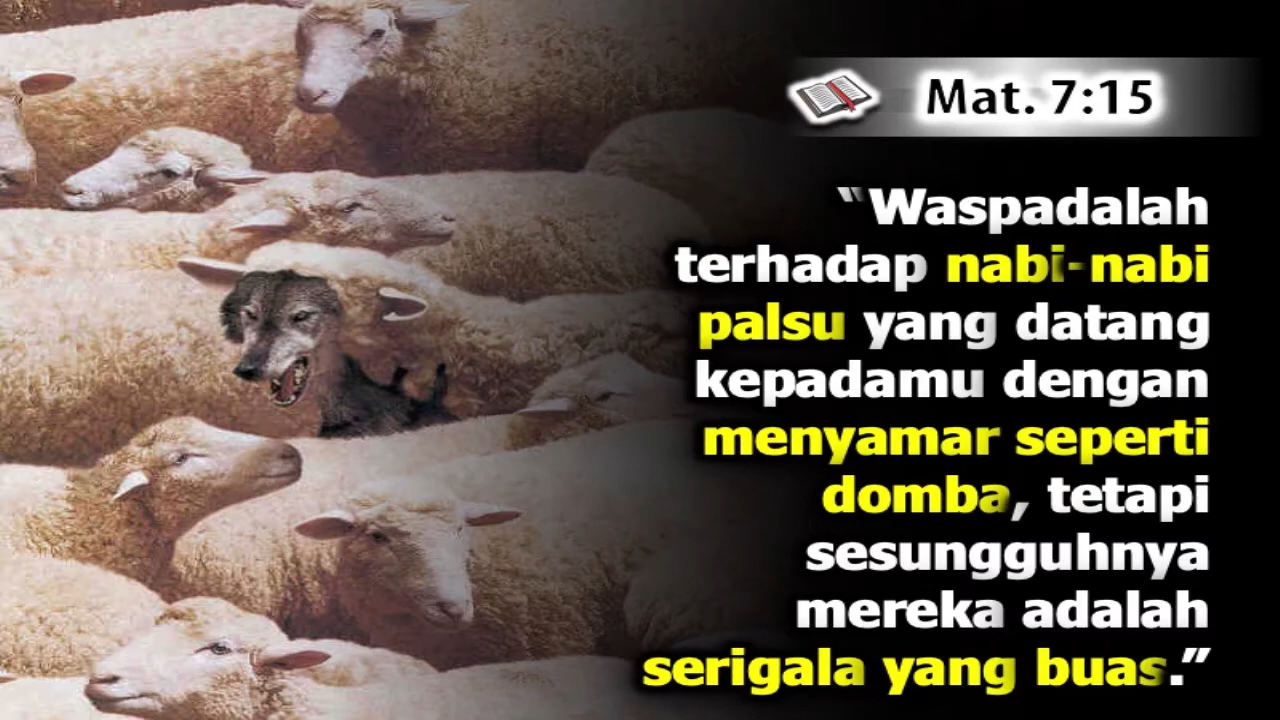 Mat. 7:15
“Waspadalah
terhadap nabi-nabi
palsu yang datang
kepadamu dengan
menyamar seperti
domba, tetapi
sesungguhnya
mereka adalah
serigala yang buas.”